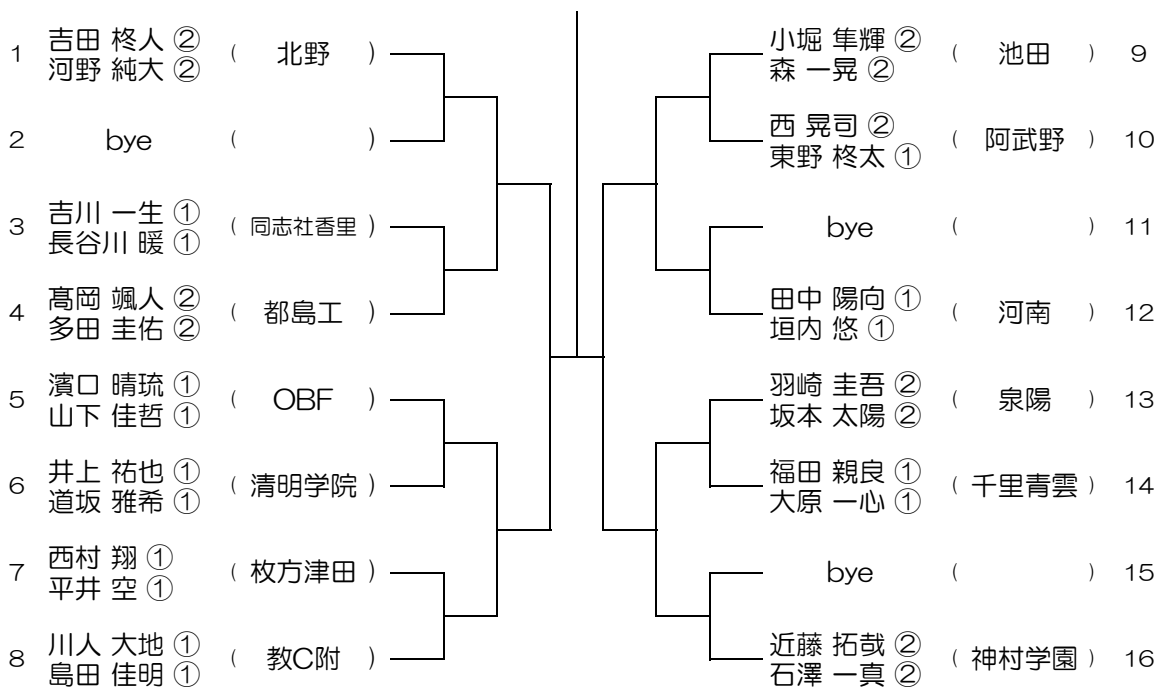 1 吉田 柊人 ② ( 北野 )
河野 純大 ②
2 bye ( )
3 吉川 一生 ① ( 同志社香里 )
長谷川 暖 ①
4 髙岡 颯人 ② ( 都島工 )
多田 圭佑 ②
5 濱口 晴琉 ① ( OBF )
山下 佳哲 ①
6 井上 祐也 ① ( 清明学院 )
道坂 雅希 ①
7 西村 翔 ① ( 枚方津田 )
平井 空 ①
8 川人 大地 ① ( 教C附 )
島田 佳明 ①
小堀 隼輝 ② ( 池田 ) 9
森 一晃 ②
西 晃司 ② ( 阿武野 ) 10
東野 柊太 ①
bye ( ) 11
田中 陽向 ① ( 河南 ) 12
垣内 悠 ①
羽崎 圭吾 ② ( 泉陽 ) 13
坂本 太陽 ②
福田 親良 ① ( 千里青雲 ) 14
大原 一心 ①
bye ( ) 15
近藤 拓哉 ② ( 神村学園 ) 16
石澤 一真 ②